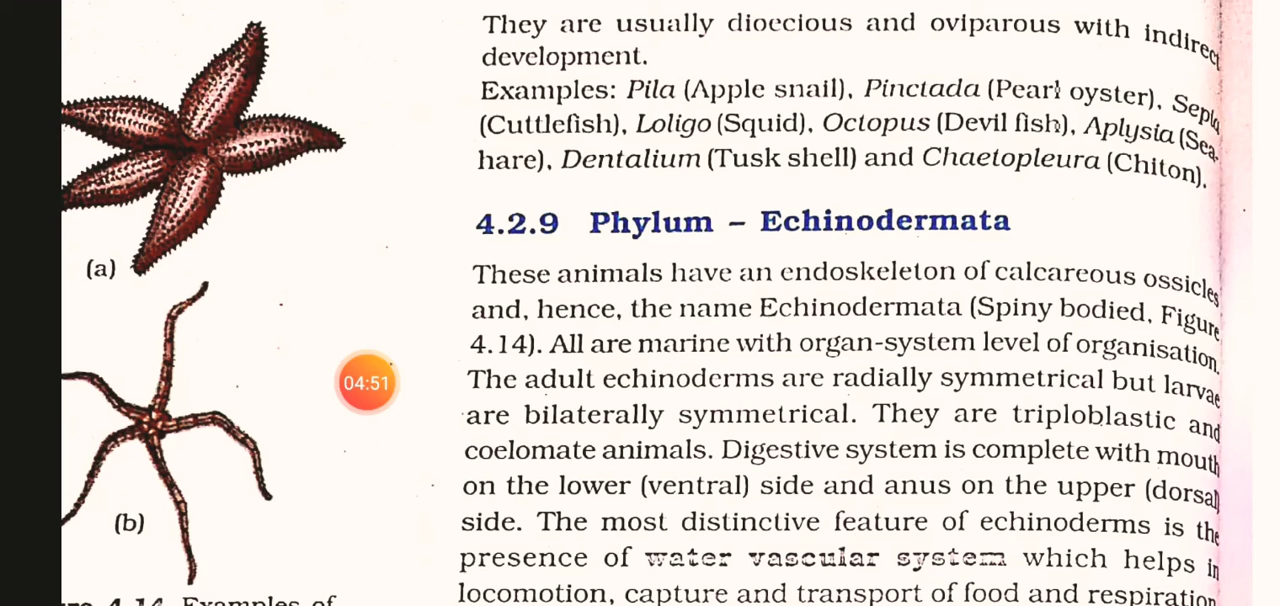 They are usually dioecious and oviparous with indirect
development.
Examples: Pila (Apple snail), Pinctada (Pearl oyster), Sepia
(Cuttlefish), Loligo (Squid), Octopus (Devil fish), Aplysia (Sea-
hare), Dentalium (Tusk shell) and Chaetopleura (Chiton).
4.2.9 Phylum – Echinodermata
(a)
These animals have an endoskeleton of calcareous ossicles
and, hence, the name Echinodermata (Spiny bodied, Figure
4.14). All are marine with organ-system level of organisation.
04:51
The adult echinoderms are radially symmetrical but larvae
are bilaterally symmetrical. They are triploblastic and
coelomate animals. Digestive system is complete with mouth
on the lower (ventral) side and anus on the upper (dorsal)
(b)
side. The most distinctive feature of echinoderms is the
presence of water vascular system which helps in
locomotion, capture and transport of food and respiration.
4.14 Examples of